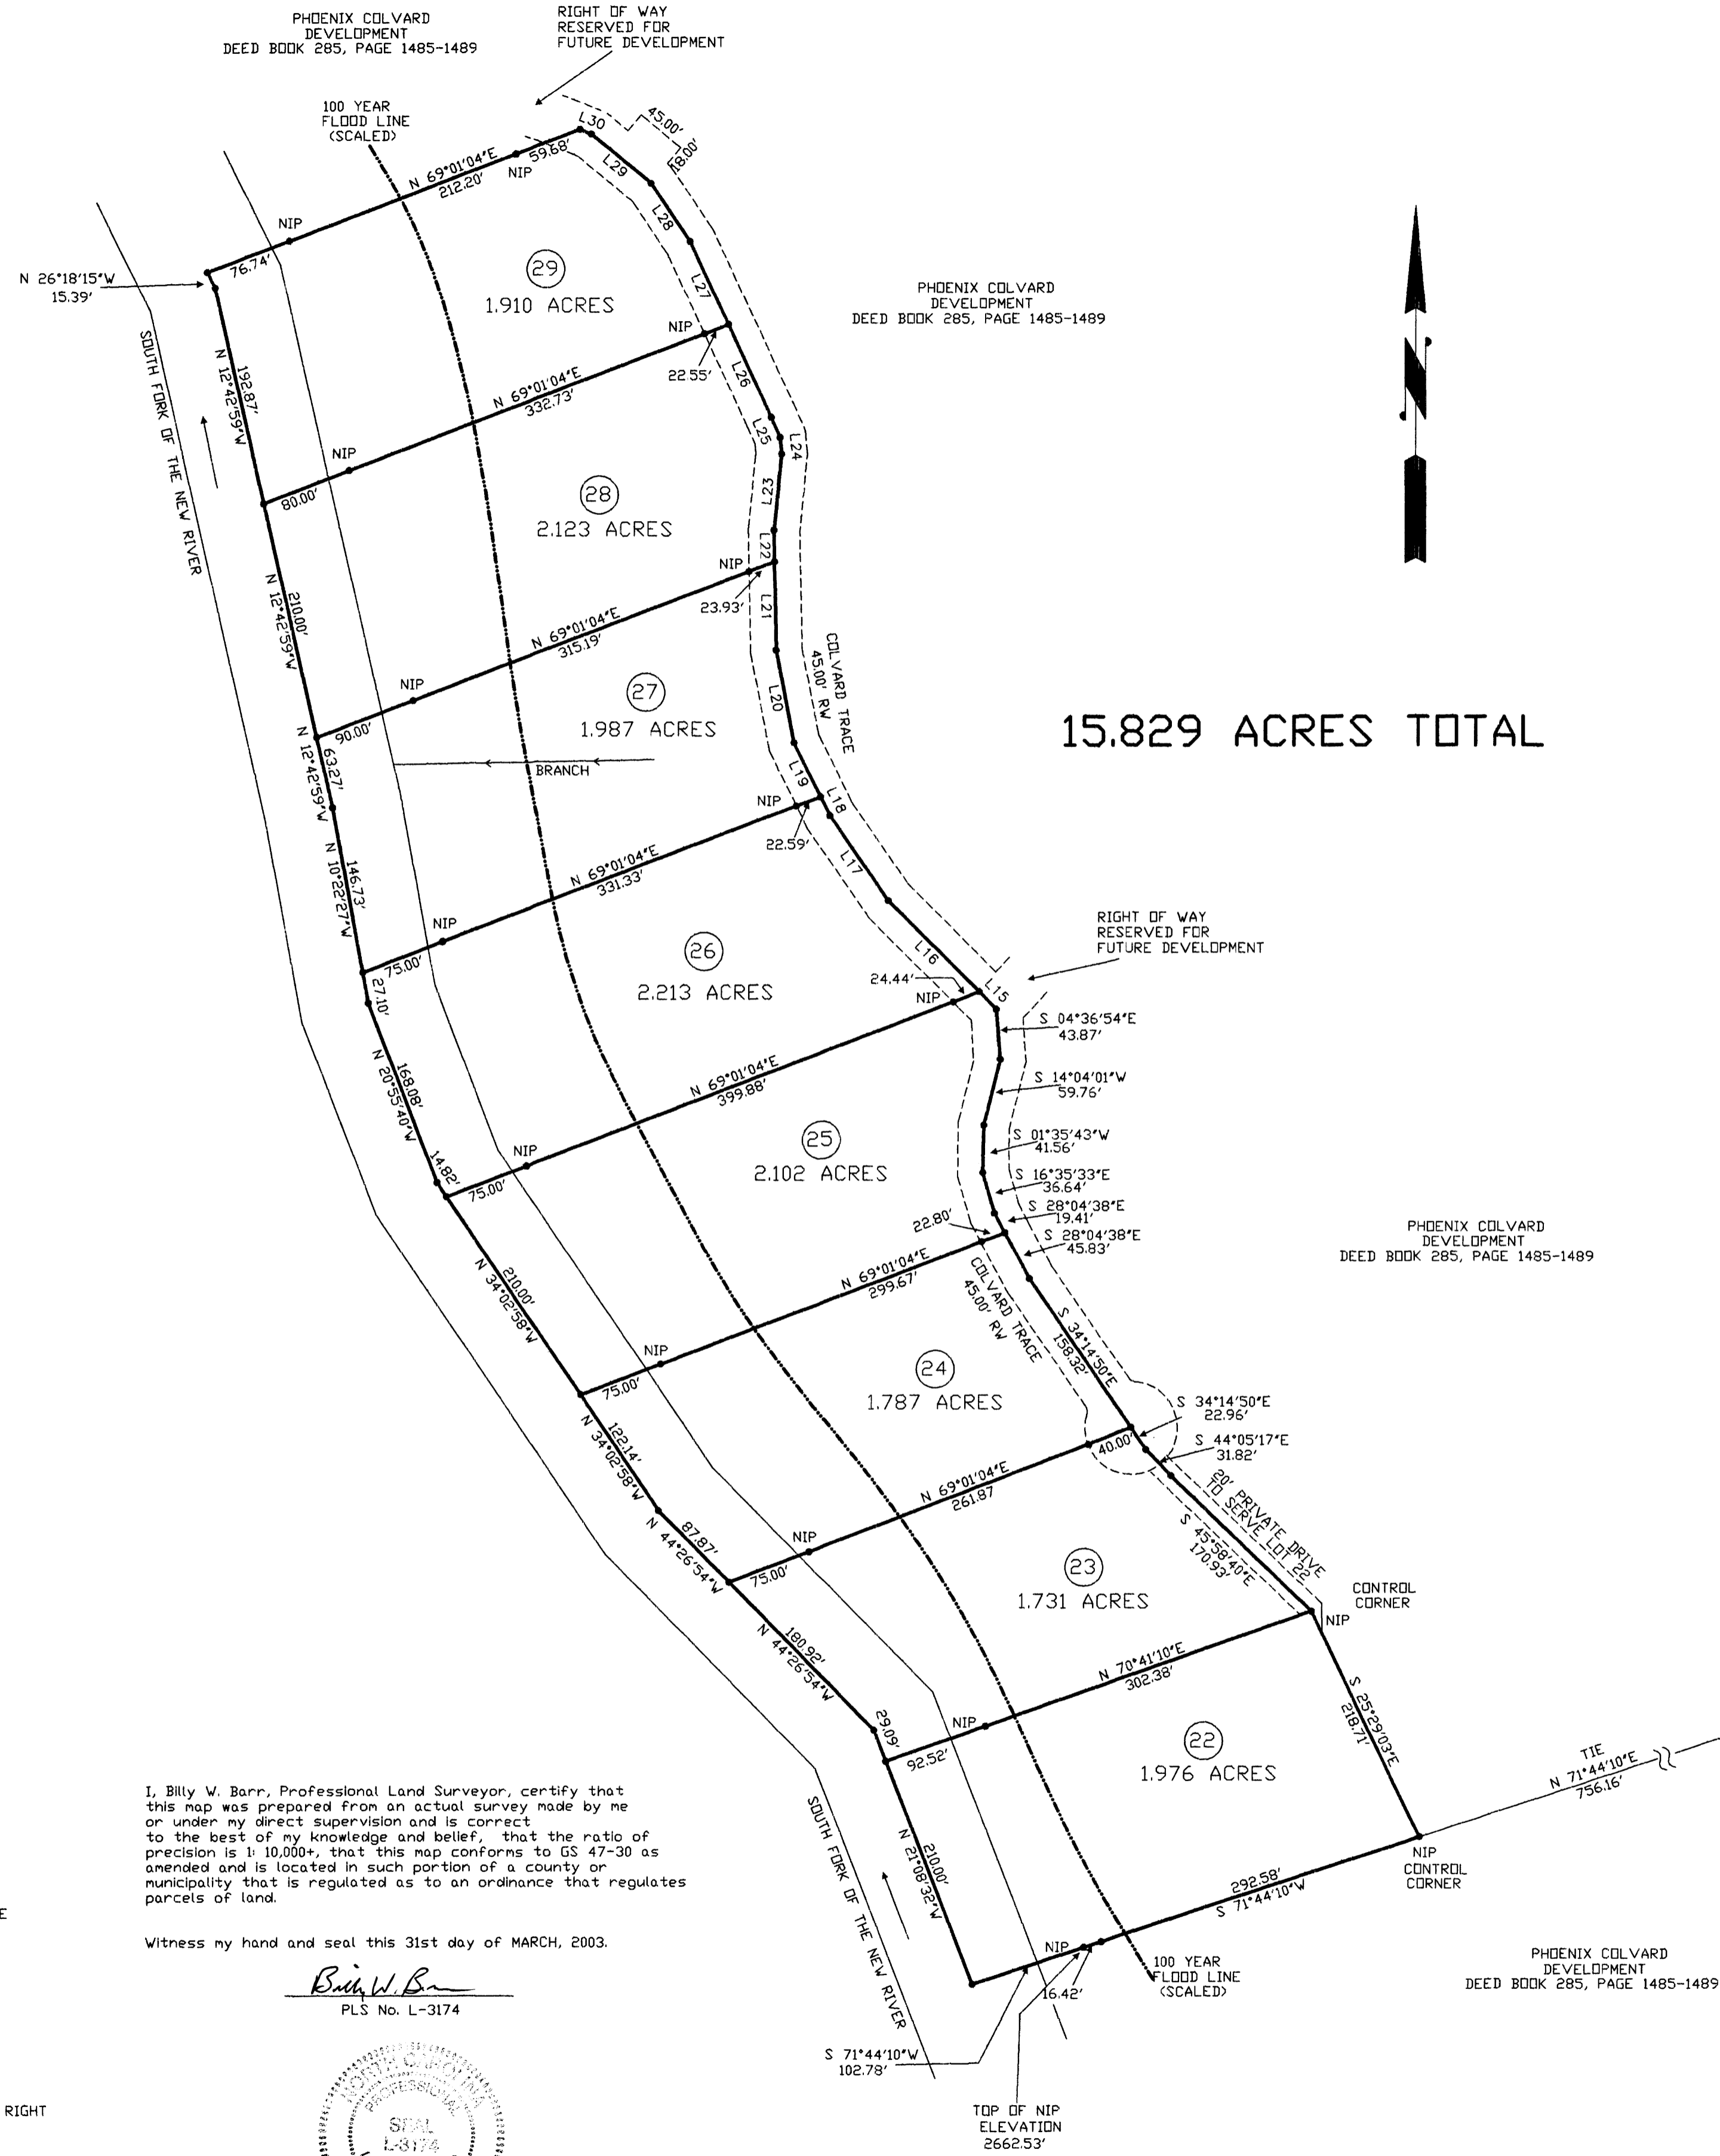 PHOENIX COLVARD
DEVELOPMENT
DEED BOOK 285, PAGE 1485-1489
RIGHT OF WAY
RESERVED FOR
FUTURE DEVELOPMENT
100 YEAR
FLOOD LINE
(SCALED)
L30
45.00'
18.00'
N 69°01'04"E
212.20'
59.68'
NIP
L29
L28
NIP
76.74'
N 26°18'15"W
15.39'
29
1.910 ACRES
L27
PHOENIX COLVARD
DEVELOPMENT
DEED BOOK 285, PAGE 1485-1489
SOUTH FORK OF THE NEW RIVER
192.87'
N 12°42'59"W
NIP
22.55'
L26
N 69°01'04"E
332.73'
L25
L24
NIP
80.00'
28
2.123 ACRES
L23
L22
NIP
23.93'
210.00'
N 12°42'59"W
N 69°01'04"E
315.19'
L21
NIP
90.00'
27
1.987 ACRES
L20
COLVARD TRACE
45.00' RW
15.829 ACRES TOTAL
63.27'
N 12°42'59"W
BRANCH
L19
NIP
L18
22.59'
146.73'
N 10°22'27"W
N 69°01'04"E
331.33'
L17
NIP
75.00'
26
2.213 ACRES
L16
RIGHT OF WAY
RESERVED FOR
FUTURE DEVELOPMENT
24.44'
NIP
L15
27.10'
S 04°36'54"E
43.87'
168.08'
N 20°55'40"W
N 69°01'04"E
399.88'
S 14°04'01"W
59.76'
25
2.102 ACRES
S 01°35'43"W
41.56'
NIP
14.82'
75.00'
S 16°35'33"E
36.64'
S 28°04'38"E
19.41'
22.80'
S 28°04'38"E
45.83'
PHOENIX COLVARD
DEVELOPMENT
DEED BOOK 285, PAGE 1485-1489
210.00'
N 34°02'58"W
N 69°01'04"E
299.67'
COLVARD TRACE
45.00' RW
S 34°14'50"E
158.32'
NIP
75.00'
24
1.787 ACRES
S 34°14'50"E
22.96'
40.00'
S 44°05'17"E
31.82'
122.14'
N 34°02'58"W
N 69°01'04"E
261.87
20' PRIVATE DRIVE
TO SERVE LOT 22
S 45°58'40"E
170.93'
87.87'
N 44°26'54"W
NIP
75.00'
23
1.731 ACRES
CONTROL
CORNER
NIP
180.92'
N 44°26'54"W
N 70°41'10"E
302.38'
29.09'
NIP
92.52'
S 25°29'03"E
218.71'
22
1.976 ACRES
TIE
N 71°44'10"E
756.16'
I, Billy W. Barr, Professional Land Surveyor, certify that
this map was prepared from an actual survey made by me
or under my direct supervision and is correct
to the best of my knowledge and belief, that the ratio of
precision is 1: 10,000+, that this map conforms to GS 47-30 as
amended and is located in such portion of a county or
municipality that is regulated as to an ordinance that regulates
parcels of land.
SOUTH FORK OF THE NEW RIVER
210.00'
N 21°08'32"W
NIP
CONTROL
CORNER
292.58'
S 71°44'10"W
E
Witness my hand and seal this 31st day of MARCH, 2003.
Billy W. Barr
PLS No. L-3174
NIP
16.42'
100 YEAR
FLOOD LINE
(SCALED)
PHOENIX COLVARD
DEVELOPMENT
DEED BOOK 285, PAGE 1485-1489
S 71°44'10"W
102.78'
TOP OF NIP
ELEVATION
2662.53'
RIGHT
NORTH CAROLINA
PROFESSIONAL
SEAL
L-3174